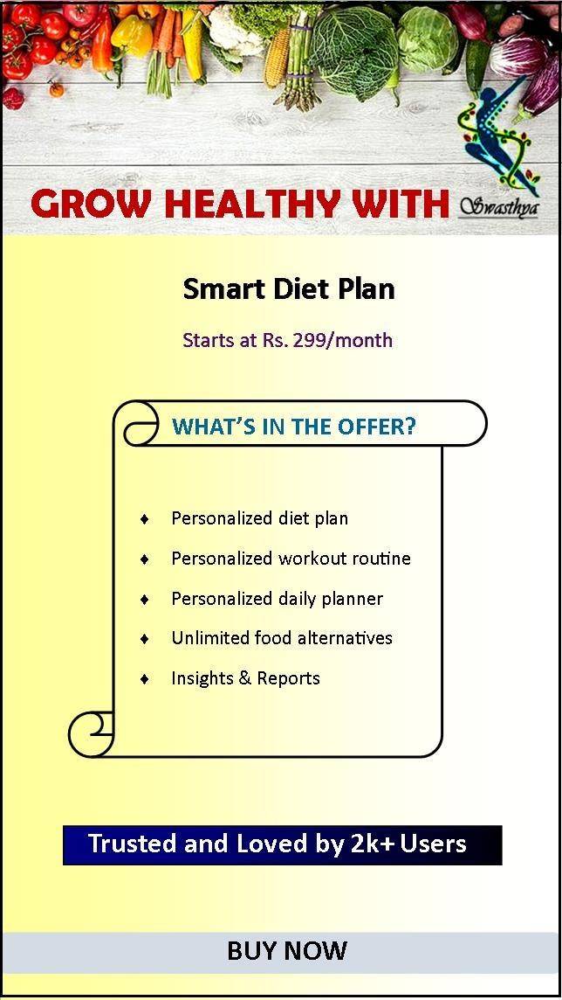 GROW HEALTHY WITH Swasthya
Smart Diet Plan
Starts at Rs. 299/month
WHAT’S IN THE OFFER?
♦ Personalized diet plan
♦ Personalized workout routine
♦ Personalized daily planner
♦ Unlimited food alternatives
♦ Insights & Reports
Trusted and Loved by 2k+ Users
BUY NOW